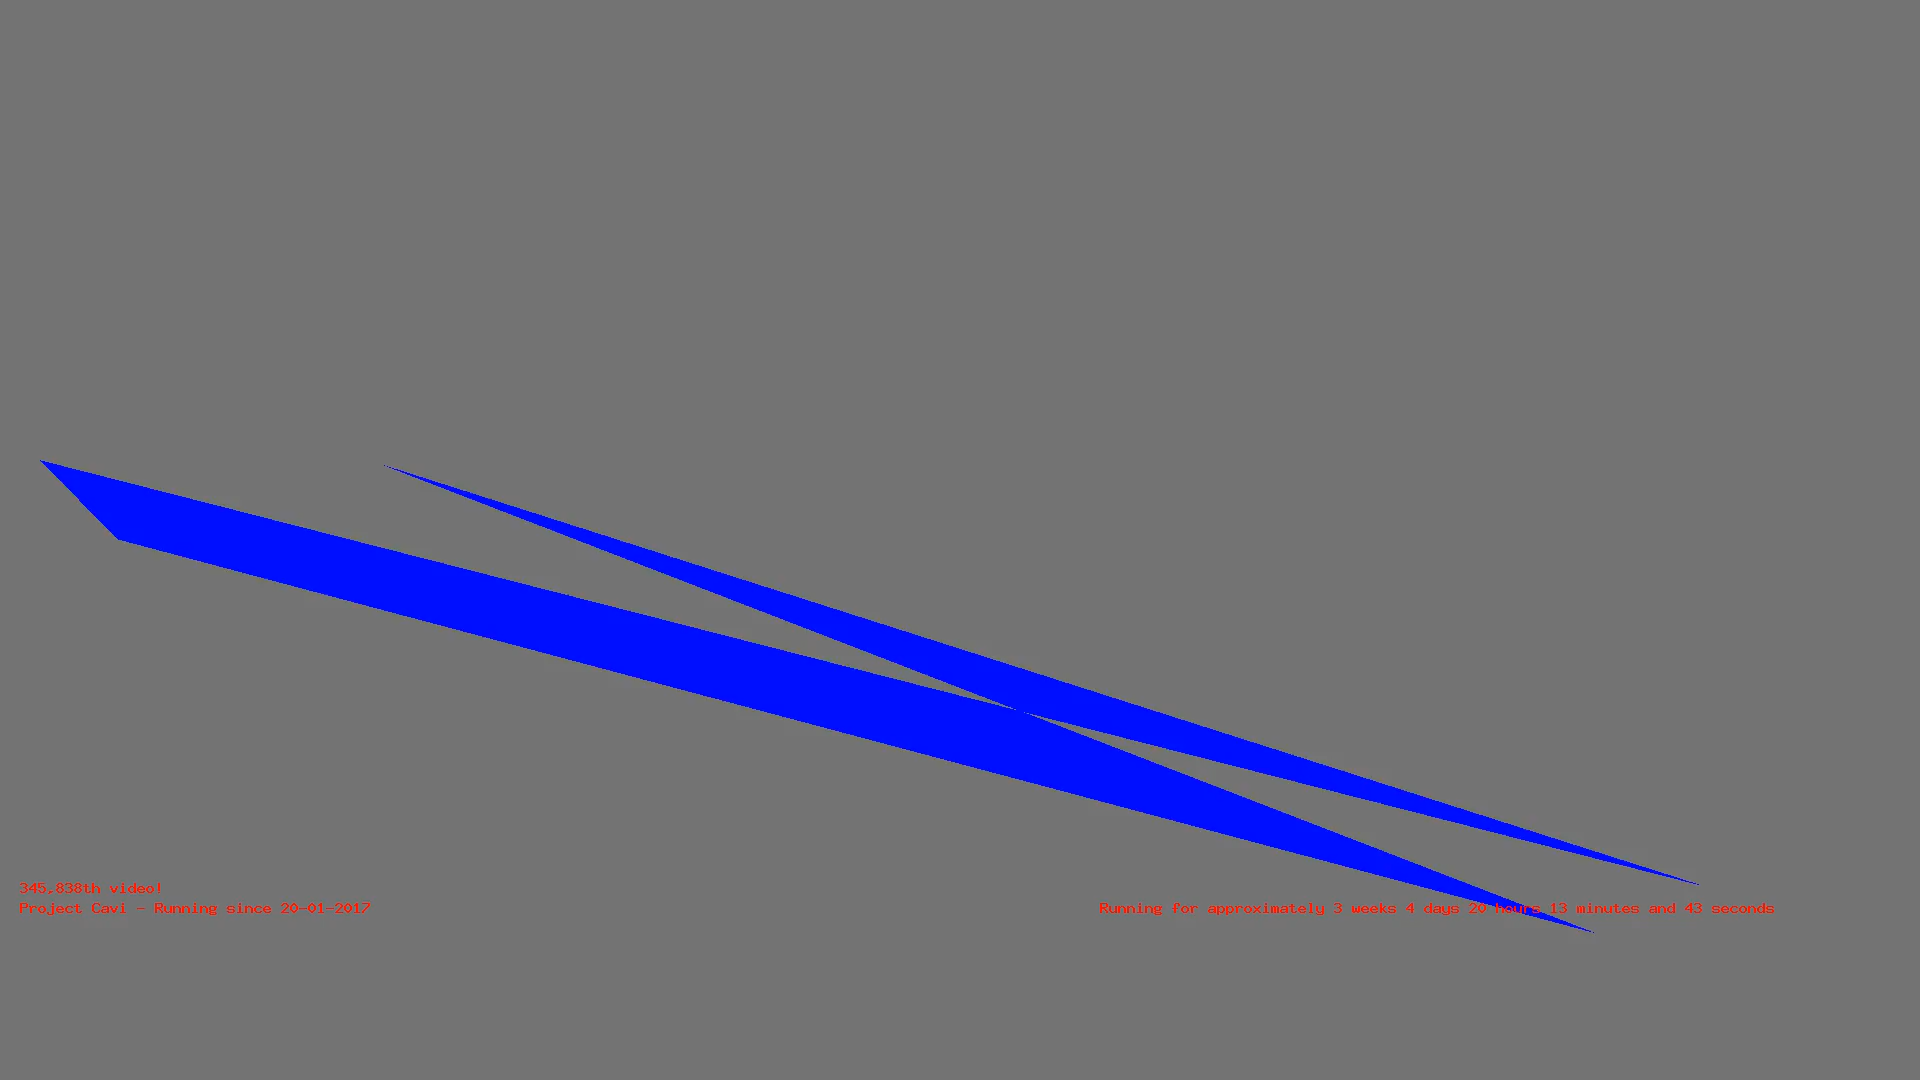 345,838th video!
Project Cavi - Running since 20-01-2017
Running for approximately 3 weeks 4 days 20 hours 13 minutes and 43 seconds